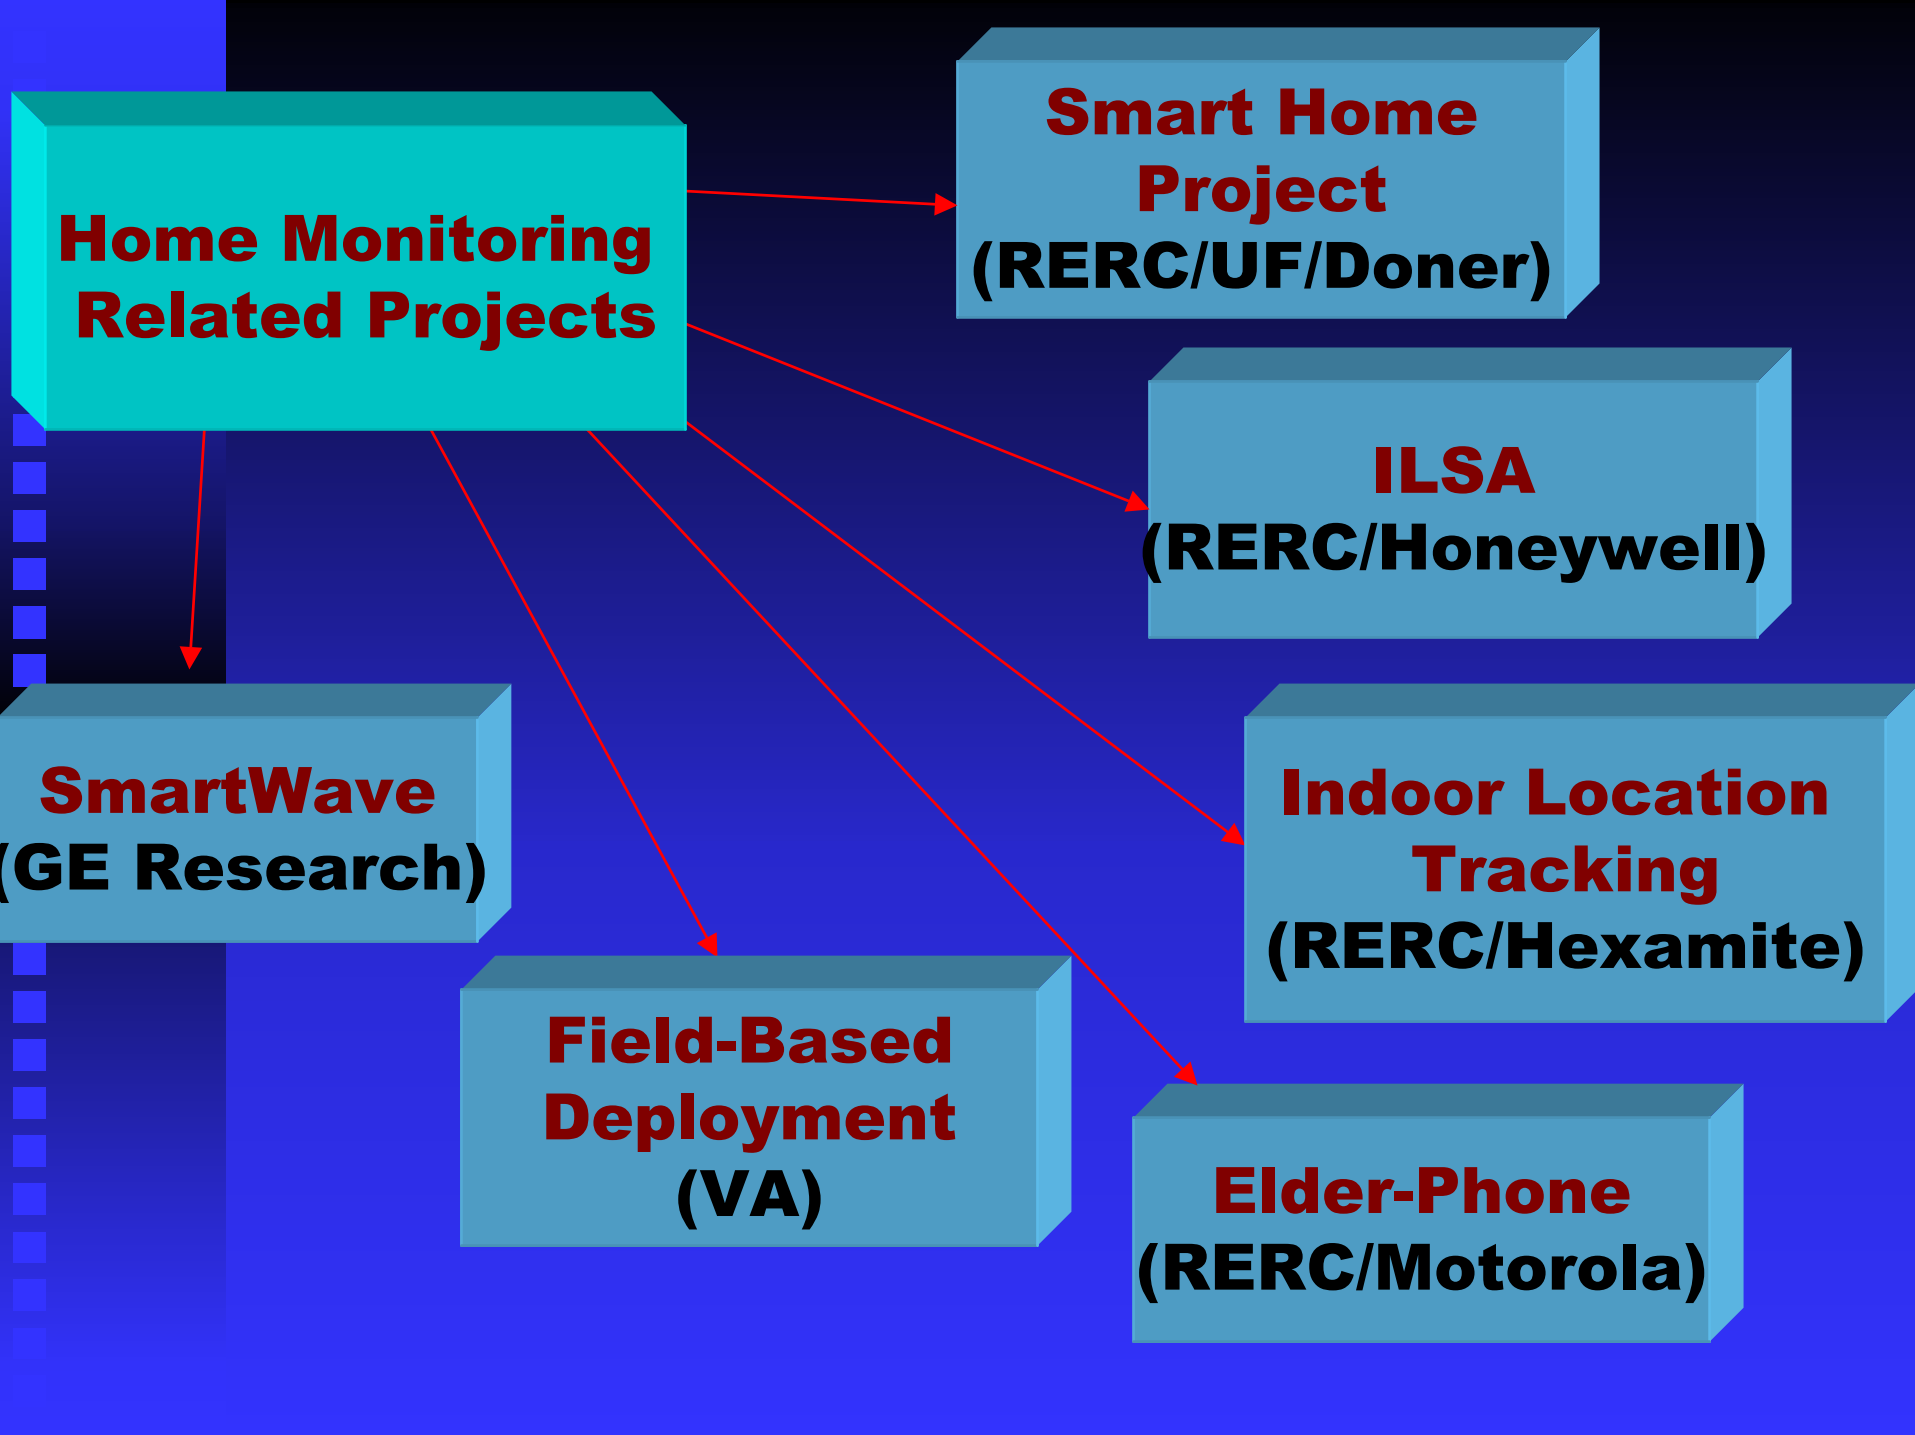 Home Monitoring
Related Projects
Smart Home
Project
(RERC/UF/Doner)
ILSA
(RERC/Honeywell)
Indoor Location
Tracking
(RERC/Hexamite)
Elder-Phone
(RERC/Motorola)
Field-Based
Deployment
(VA)
SmartWave
(GE Research)